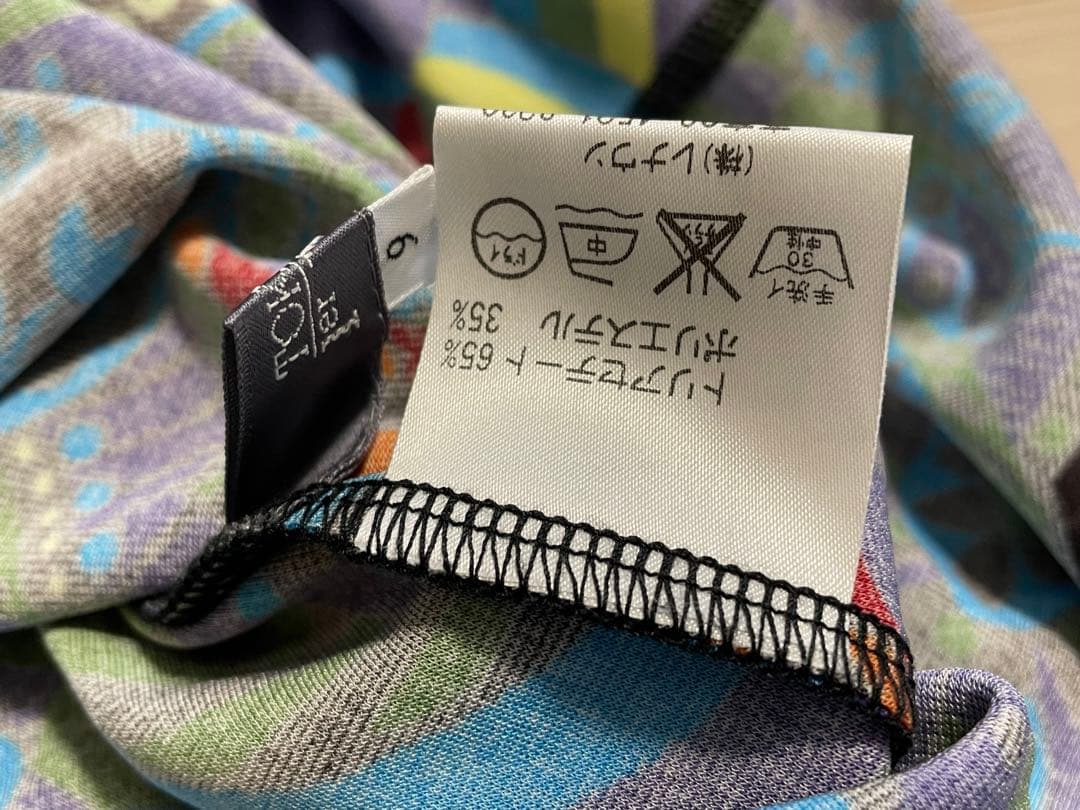 トリアセテート 65%
ポリエステル 35%
手洗イ
30
中性
中
ドライ
(株)レナウン
9